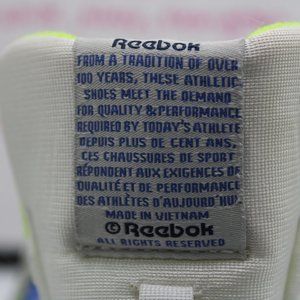 Reebok
FROM A TRADITION OF OVER
100 YEARS, THESE ATHLETIC
SHOES MEET THE DEMAND
FOR QUALITY & PERFORMANCE
REQUIRED BY TODAY'S ATHLETE
DEPUIS PLUS DE CENT ANS,
CES CHAUSSURES DE SPORT
RÉPONDENT AUX EXIGENCES DE
QUALITÉ ET DE PERFORMANCE
DES ATHLÈTES D'AUJOURD'HUI
MADE IN VIETNAM
© Reebok
ALL RIGHTS RESERVED